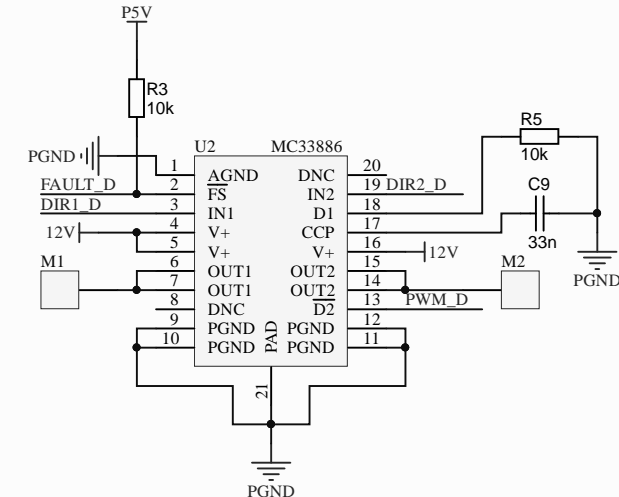 P5V
R3
10k
U2 MC33886
R5
10k
PGND
1 AGND DNC 20
FAULT_D 2 FS IN2 19 DIR2_D
DIR1_D 3 IN1 D1 18
C9
33n
12V 4 V+ CCP 17
5 V+ V+ 16 12V
PGND
M1 6 OUT1 OUT2 15 M2
7 OUT1 OUT2 14
8 DNC D2 13 PWM_D
9 PGND PGND 12
10 PGND PGND 11
PAD
21
PGND